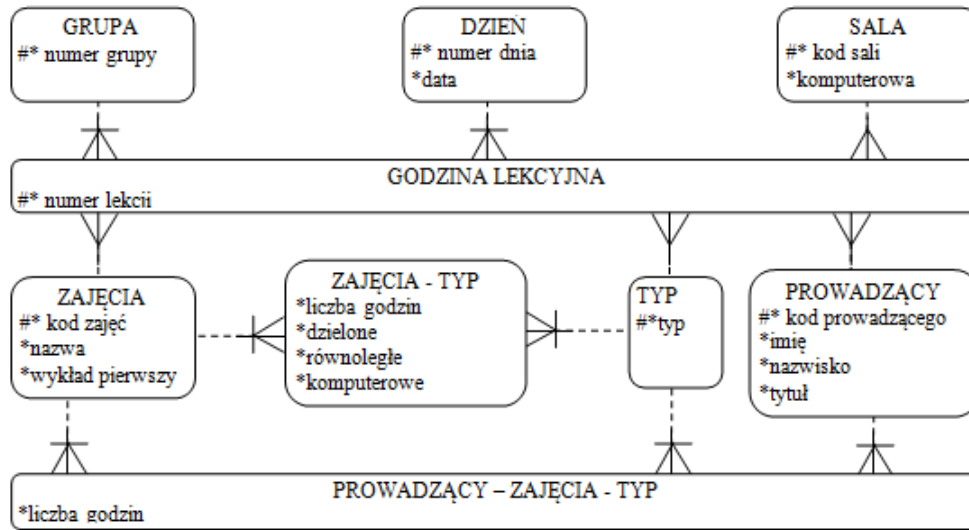 GRUPA
#* numer grupy
DZIEŃ
#* numer dnia
*data
SALA
#* kod sali
*komputerowa
GODZINA LEKCYJNA
#* numer lekcji
ZAJĘCIA
#* kod zajęć
*nazwa
*wykład pierwszy
ZAJĘCIA - TYP
*liczba godzin
*dzielone
*równoległe
*komputerowe
TYP
#*typ
PROWADZĄCY
#* kod prowadzącego
*imię
*nazwisko
*tytuł
PROWADZĄCY – ZAJĘCIA - TYP
*liczba godzin